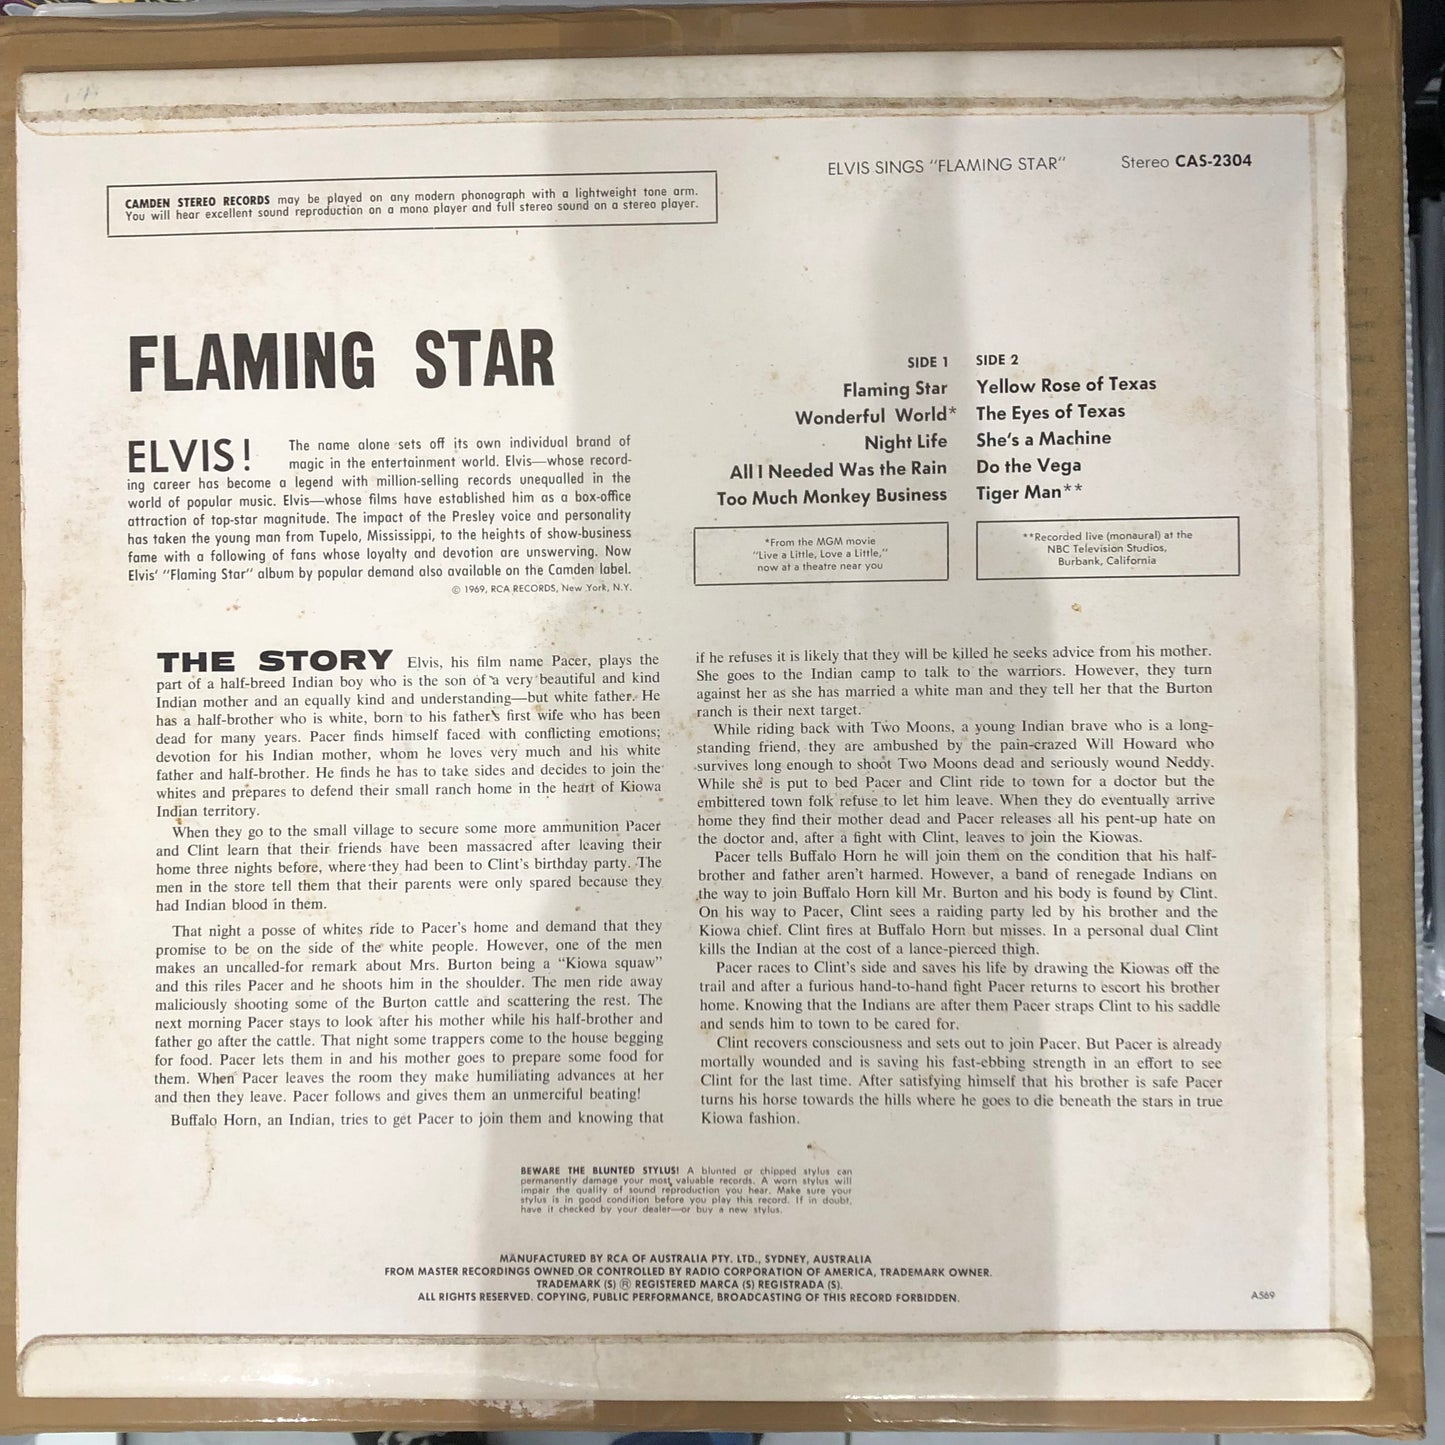 ELVIS SINGS "FLAMING STAR" Stereo CAS-2304
CAMDEN STEREO RECORDS may be played on any modern phonograph with a lightweight tone arm.
You will hear excellent sound reproduction on a mono player and full stereo sound on a stereo player.
FLAMING STAR
ELVIS! The name alone sets off its own individual brand of
magic in the entertainment world. Elvis—whose record-
ing career has become a legend with million-selling records unequalled in the
world of popular music. Elvis—whose films have established him as a box-office
attraction of top-star magnitude. The impact of the Presley voice and personality
has taken the young man from Tupelo, Mississippi, to the heights of show-business
fame with a following of fans whose loyalty and devotion are unswerving. Now
Elvis' "Flaming Star" album by popular demand also available on the Camden label.
© 1969, RCA RECORDS, New York, N.Y.
SIDE 1
Flaming Star
Wonderful World*
Night Life
All I Needed Was the Rain
Too Much Monkey Business
*From the MGM movie
"Live a Little, Love a Little,"
now at a theatre near you
SIDE 2
Yellow Rose of Texas
The Eyes of Texas
She's a Machine
Do the Vega
Tiger Man**
**Recorded live (monaural) at the
NBC Television Studios,
Burbank, California
THE STORY Elvis, his film name Pacer, plays the
part of a half-breed Indian boy who is the son of a very beautiful and kind
Indian mother and an equally kind and understanding—but white father. He
has a half-brother who is white, born to his father's first wife who has been
dead for many years. Pacer finds himself faced with conflicting emotions;
devotion for his Indian mother, whom he loves very much and his white
father and half-brother. He finds he has to take sides and decides to join the
whites and prepares to defend their small ranch home in the heart of Kiowa
Indian territory.
When they go to the small village to secure some more ammunition Pacer
and Clint learn that their friends have been massacred after leaving their
home three nights before, where they had been to Clint's birthday party. The
men in the store tell them that their parents were only spared because they
had Indian blood in them.
That night a posse of whites ride to Pacer's home and demand that they
promise to be on the side of the white people. However, one of the men
makes an uncalled-for remark about Mrs. Burton being a "Kiowa squaw"
and this riles Pacer and he shoots him in the shoulder. The men ride away
maliciously shooting some of the Burton cattle and scattering the rest. The
next morning Pacer stays to look after his mother while his half-brother and
father go after the cattle. That night some trappers come to the house begging
for food. Pacer lets them in and his mother goes to prepare some food for
them. When Pacer leaves the room they make humiliating advances at her
and then they leave. Pacer follows and gives them an unmerciful beating!
Buffalo Horn, an Indian, tries to get Pacer to join them and knowing that
if he refuses it is likely that they will be killed he seeks advice from his mother.
She goes to the Indian camp to talk to the warriors. However, they turn
against her as she has married a white man and they tell her that the Burton
ranch is their next target.
While riding back with Two Moons, a young Indian brave who is a long-
standing friend, they are ambushed by the pain-crazed Will Howard who
survives long enough to shoot Two Moons dead and seriously wound Neddy.
While she is put to bed Pacer and Clint ride to town for a doctor but the
embittered town folk refuse to let him leave. When they do eventually arrive
home they find their mother dead and Pacer releases all his pent-up hate on
the doctor and, after a fight with Clint, leaves to join the Kiowas.
Pacer tells Buffalo Horn he will join them on the condition that his half-
brother and father aren't harmed. However, a band of renegade Indians on
the way to join Buffalo Horn kill Mr. Burton and his body is found by Clint.
On his way to Pacer, Clint sees a raiding party led by his brother and the
Kiowa chief. Clint fires at Buffalo Horn but misses. In a personal dual Clint
kills the Indian at the cost of a lance-pierced thigh.
Pacer races to Clint's side and saves his life by drawing the Kiowas off the
trail and after a furious hand-to-hand fight Pacer returns to escort his brother
home. Knowing that the Indians are after them Pacer straps Clint to his saddle
and sends him to town to be cared for.
Clint recovers consciousness and sets out to join Pacer. But Pacer is already
mortally wounded and is saving his fast-ebbing strength in an effort to see
Clint for the last time. After satisfying himself that his brother is safe Pacer
turns his horse towards the hills where he goes to die beneath the stars in true
Kiowa fashion.
BEWARE THE BLUNTED STYLUS! A blunted or chipped stylus can
permanently damage your most valuable records. A worn stylus will
impair the quality of sound reproduction you hear. Make sure your
stylus is in good condition before you play this record. If in doubt,
have it checked by your dealer—or buy a new stylus.
MANUFACTURED BY RCA OF AUSTRALIA PTY. LTD., SYDNEY, AUSTRALIA
FROM MASTER RECORDINGS OWNED OR CONTROLLED BY RADIO CORPORATION OF AMERICA, TRADEMARK OWNER.
TRADEMARK (S) ® REGISTERED MARCA (S) REGISTRADA (S).
ALL RIGHTS RESERVED. COPYING, PUBLIC PERFORMANCE, BROADCASTING OF THIS RECORD FORBIDDEN.
A569